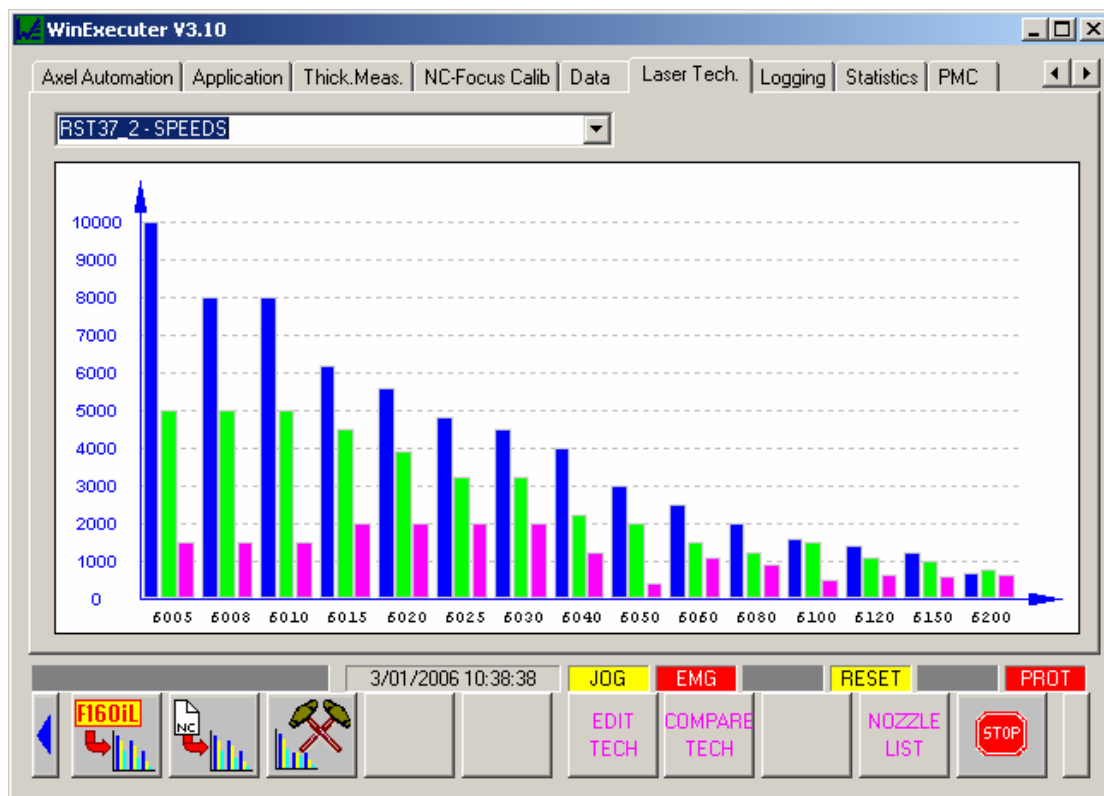 WinExecuter V3.10
Axel Automation Application Thick.Meas. NC-Focus Calib Data Laser Tech. Logging Statistics PMC
RST37_2 - SPEEDS
10000
9000
8000
7000
6000
5000
4000
3000
2000
1000
0
6005 6008 6010 6015 6020 6025 6030 6040 6050 6060 6080 6100 6120 6150 6200
3/01/2006 10:38:38 JOG EMG RESET PROT
F160iL NC EDIT TECH COMPARE TECH NOZZLE LIST STOP